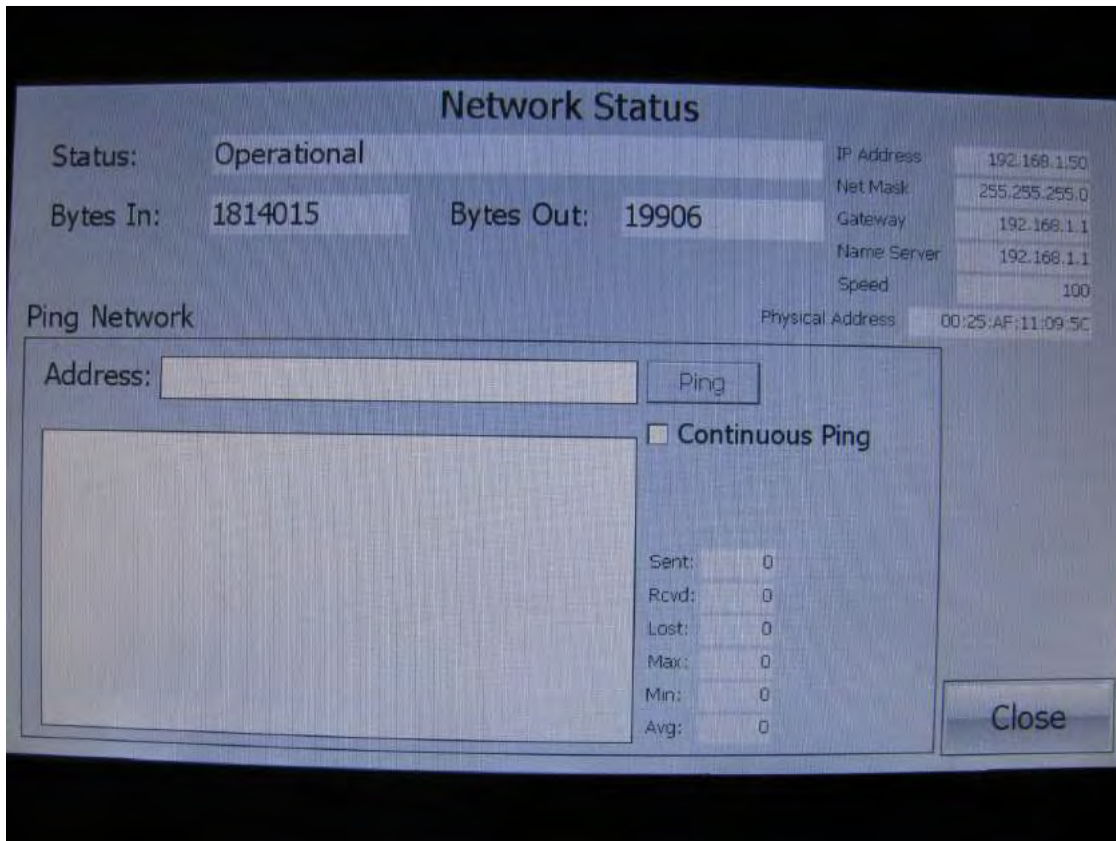 Network Status
Status: Operational
Bytes In: 1814015 Bytes Out: 19906
IP Address 192.168.1.50
Net Mask 255.255.255.0
Gateway 192.168.1.1
Name Server 192.168.1.1
Speed 100
Physical Address 00:25:AF:11:09:5C
Ping Network
Address: Ping
Continuous Ping
Sent: 0
Rcvd: 0
Lost: 0
Max: 0
Min: 0
Avg: 0
Close